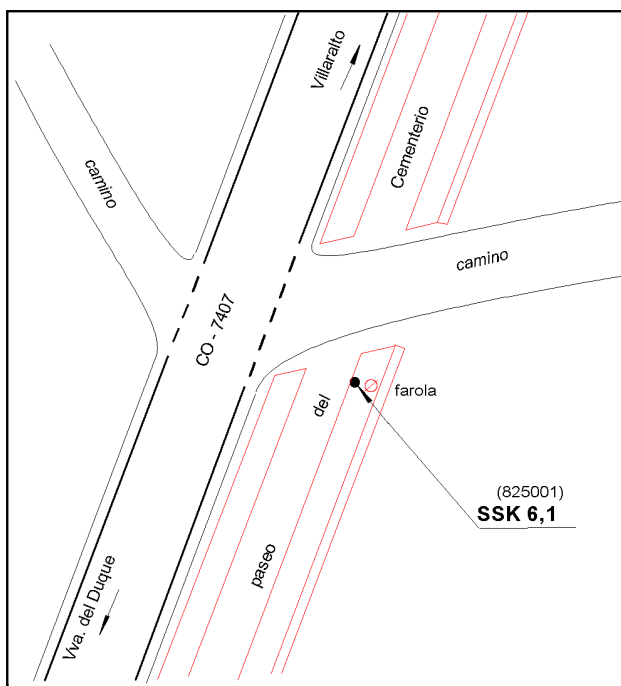 Villaralto
Cementerio
camino
camino
CO - 7407
del
farola
(825001)
SSK 6,1
paseo
Vva. del Duque